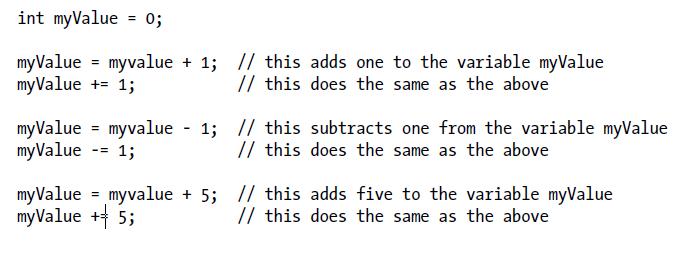 int myValue = 0;
myValue = myvalue + 1;  // this adds one to the variable myValue
myValue += 1;           // this does the same as the above
myValue = myvalue - 1;  // this subtracts one from the variable myValue
myValue -= 1;           // this does the same as the above
myValue = myvalue + 5;  // this adds five to the variable myValue
myValue += 5;           // this does the same as the above